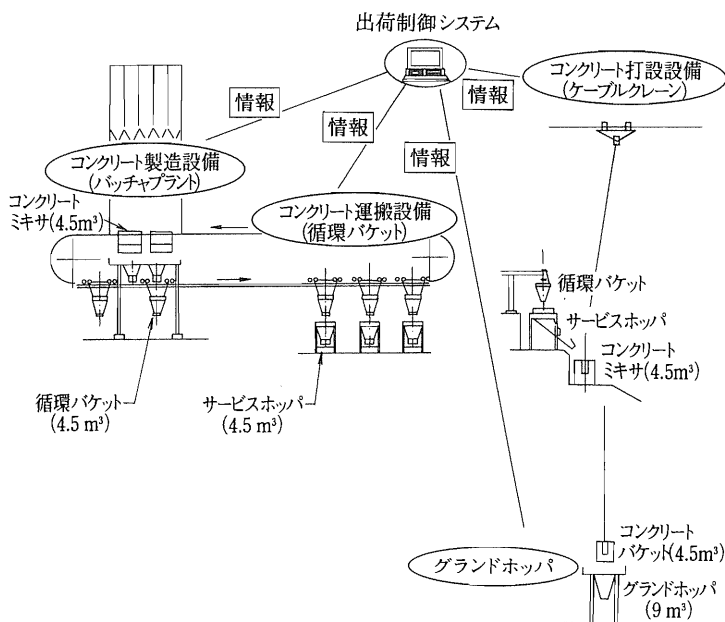 出荷制御システム
コンクリート打設設備
(ケーブルクレーン)
情報
情報
情報
情報
コンクリート製造設備
(バッチャプラント)
コンクリート
ミキサ(4.5m³)
コンクリート運搬設備
(循環バケット)
循環バケット
サービスホッパ
コンクリート
ミキサ(4.5m³)
循環バケット
(4.5 m³)
サービスホッパ
(4.5 m³)
コンクリート
バケット(4.5m³)
グランドホッパ
グランドホッパ
(9 m³)